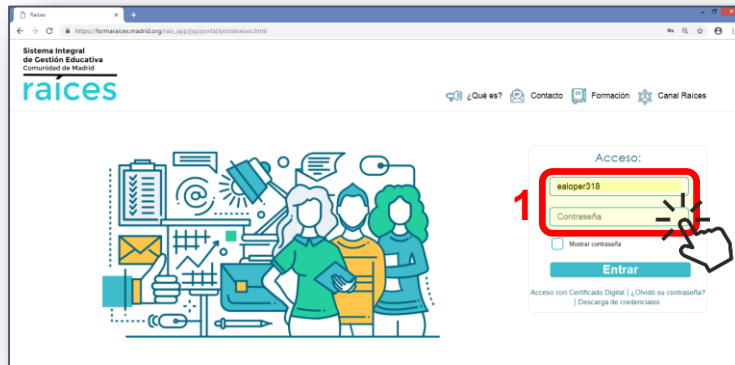 Raíces
https://formaraices.madrid.org/raiz_app/jsp/portal/portalraices.html
Sistema Integral
de Gestión Educativa
Comunidad de Madrid
raíces
¿Qué es?
Contacto
Formación
Canal Raíces
Acceso:
1
ealoper318
Contraseña
Mostrar contraseña
Entrar
Acceso con Certificado Digital | ¿Olvidó su contraseña?
| Descarga de credenciales